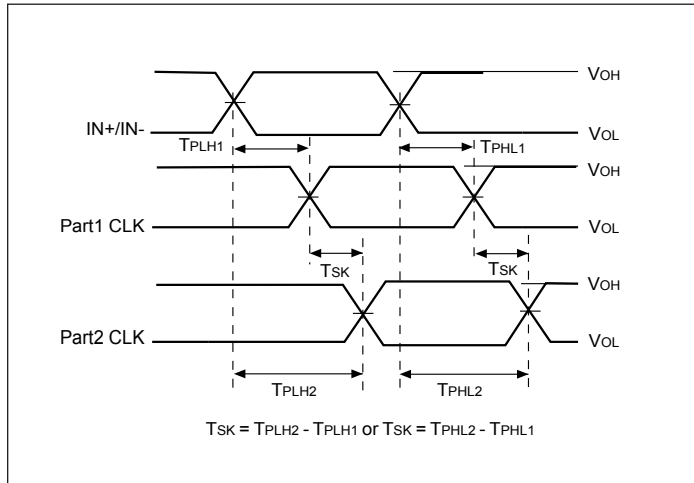 VOH
IN+/IN-
VOL
TPLH1
TPHL1
VOH
Part1 CLK
VOL
TSK
TSK
VOH
Part2 CLK
VOL
TPLH2
TPHL2
TSK = TPLH2 - TPLH1 or TSK = TPHL2 - TPHL1